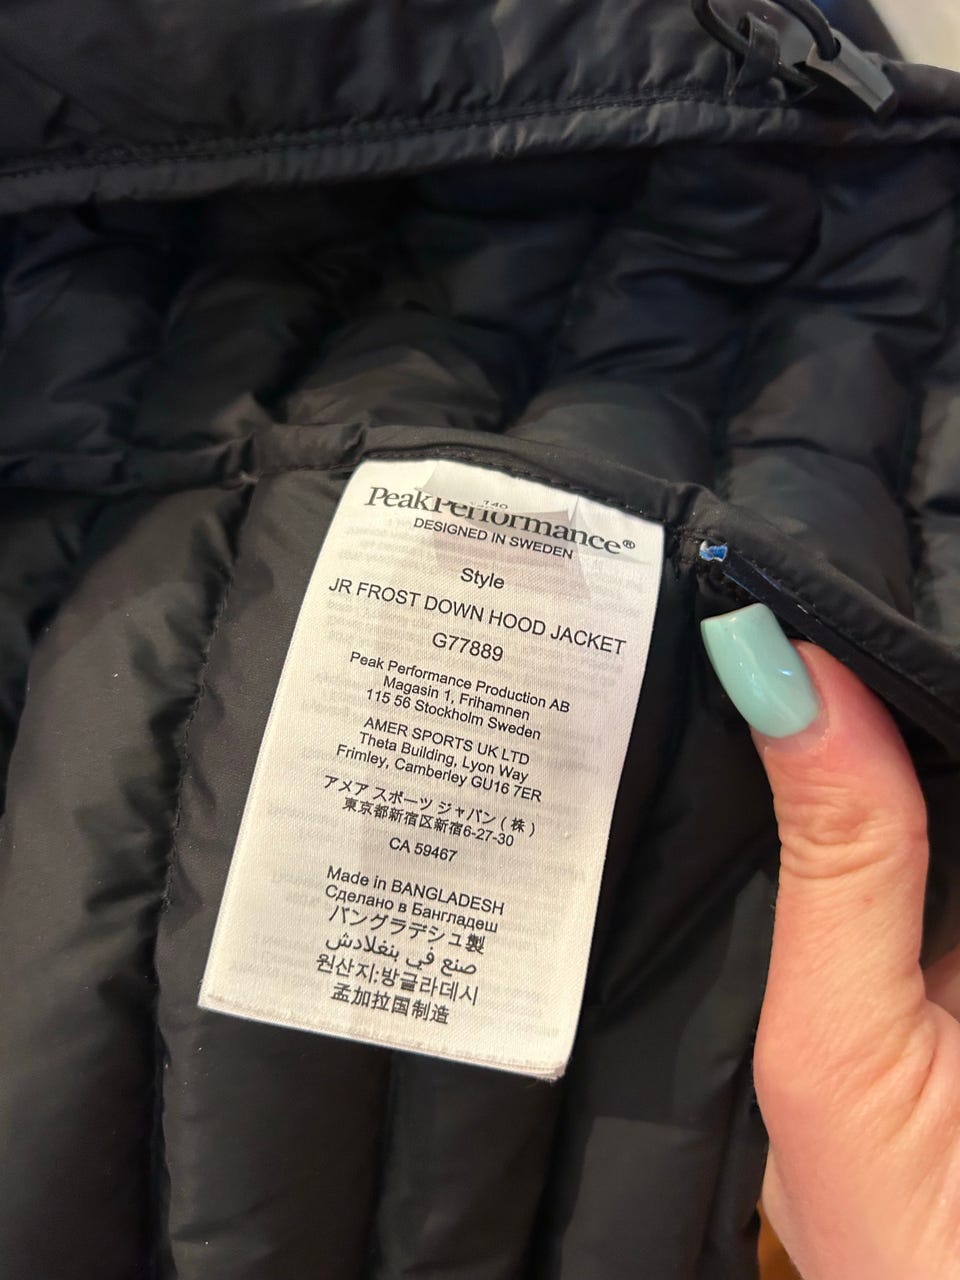 140
PeakPerformance®
DESIGNED IN SWEDEN
Style
JR FROST DOWN HOOD JACKET
G77889
Peak Performance Production AB
Magasin 1, Frihamnen
115 56 Stockholm Sweden
AMER SPORTS UK LTD
Theta Building, Lyon Way
Frimley, Camberley GU16 7ER
アメア スポーツ ジャパン ( 株 )
東京都新宿区新宿6-27-30
CA 59467
Made in BANGLADESH
Сделано в Бангладеш
バングラデシュ製
صنع في بنغلادش
원산지:방글라데시
孟加拉国制造